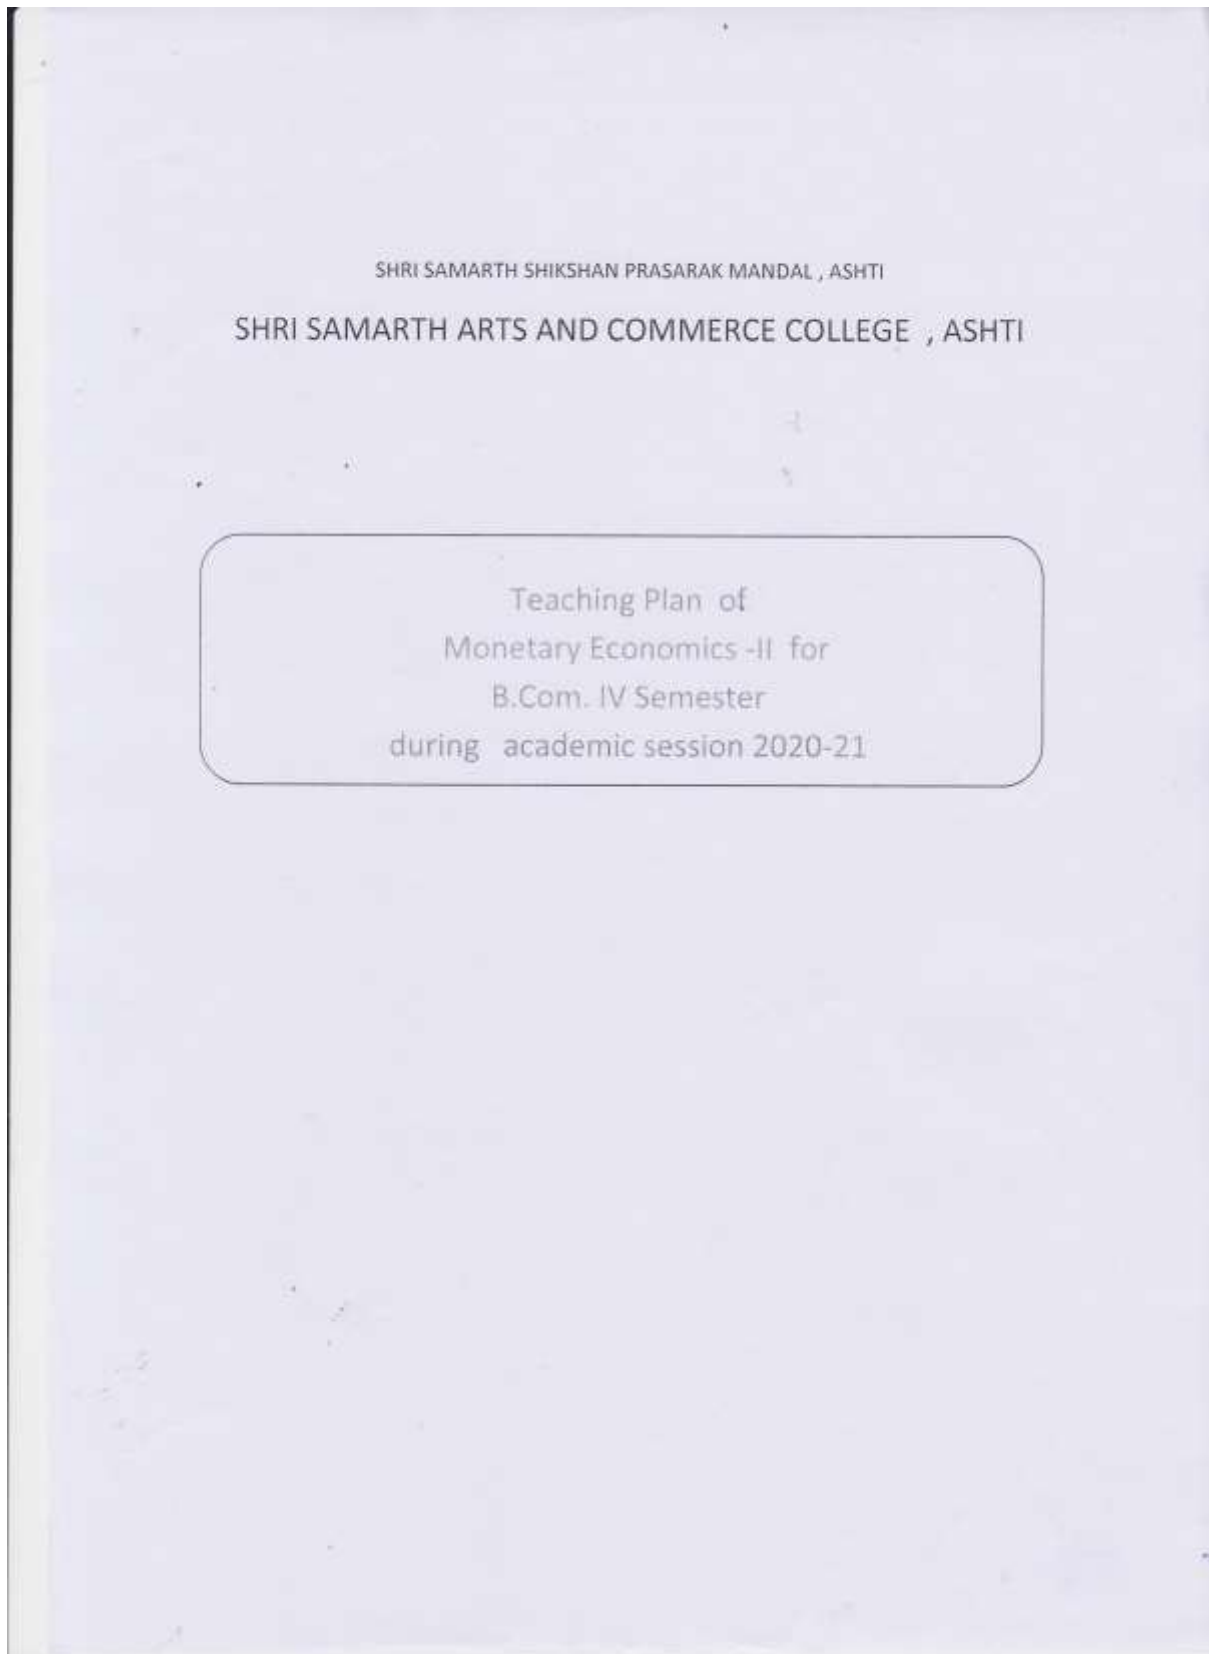 SHRI SAMARTH SHIKSHAN PRASARAK MANDAL , ASHTI
SHRI SAMARTH ARTS AND COMMERCE COLLEGE , ASHTI
Teaching Plan of
Monetary Economics -II for
B.Com. IV Semester
during academic session 2020-21